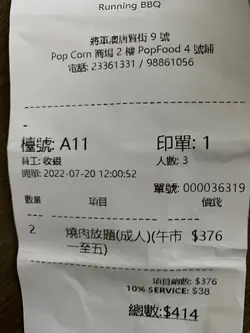 Running BBQ
將軍澳唐賢街 9 號
Pop Corn 商場 2 樓 PopFood 4 號鋪
電話: 23361331 / 98861056
檯號: A11 印單: 1
員工: 收銀 人數: 3
開單: 2022-07-20 12:00:52
單號: 000036319
數量 項目 價錢
2 燒肉放題(成人)(午市 $376
一至五)
項目總數: $376
10% SERVICE: $38
總數:$414